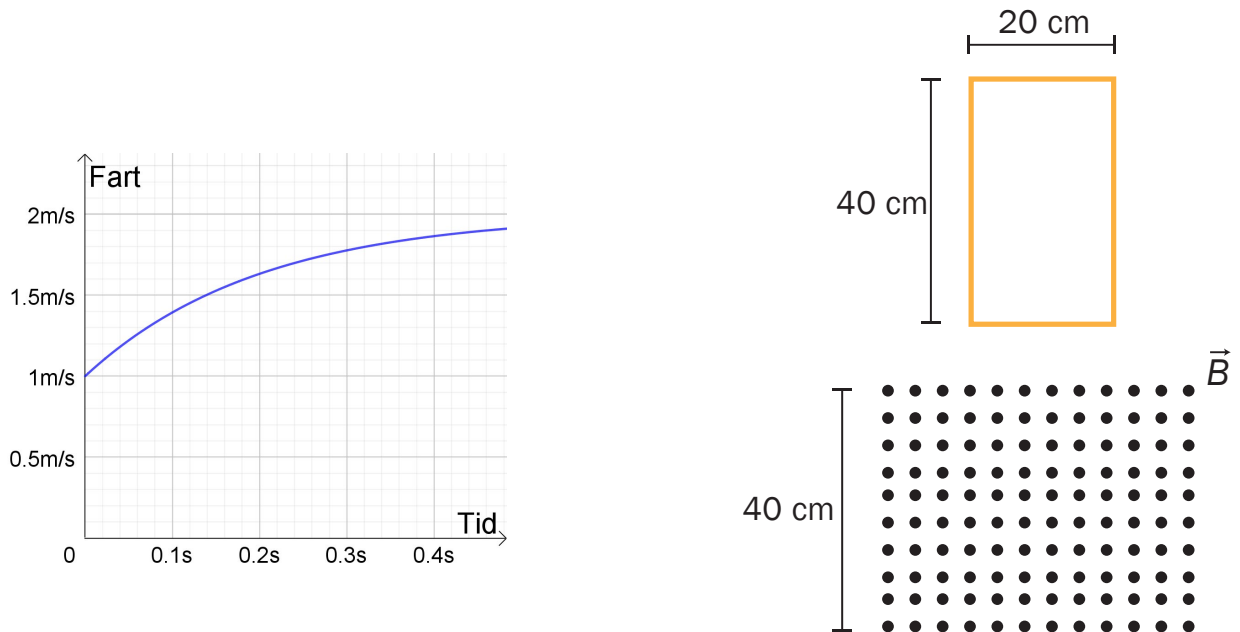 Fart
2m/s
1.5m/s
1m/s
0.5m/s
Tid
0
0.1s
0.2s
0.3s
0.4s
20 cm
40 cm
B⃗
40 cm